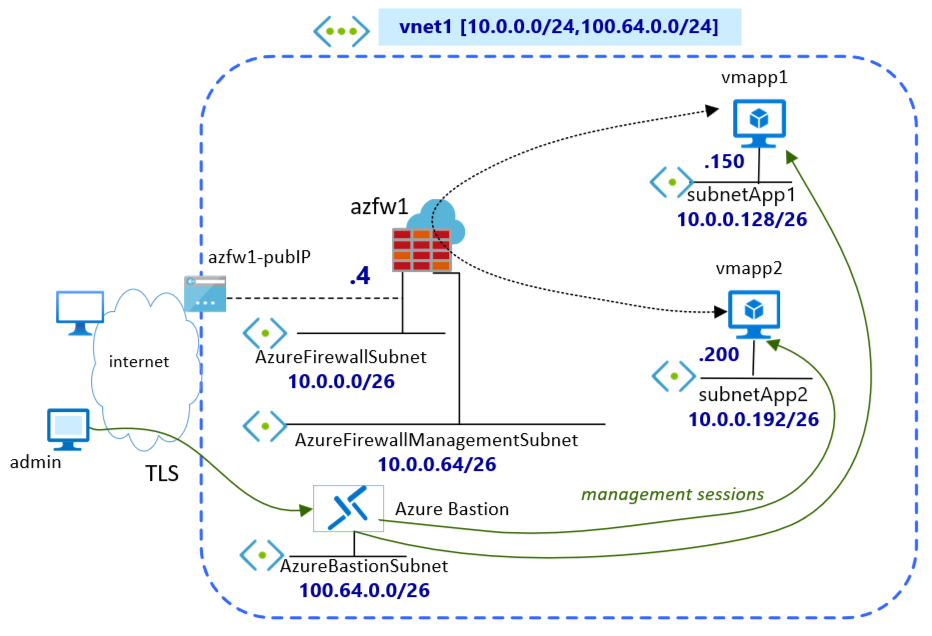 vnet1 [10.0.0.0/24,100.64.0.0/24]
vmapp1
.150
subnetApp1
10.0.0.128/26
azfw1
azfw1-pubIP
.4
vmapp2
.200
subnetApp2
10.0.0.192/26
internet
AzureFirewallSubnet
10.0.0.0/26
AzureFirewallManagementSubnet
10.0.0.64/26
admin
TLS
management sessions
Azure Bastion
AzureBastionSubnet
100.64.0.0/26